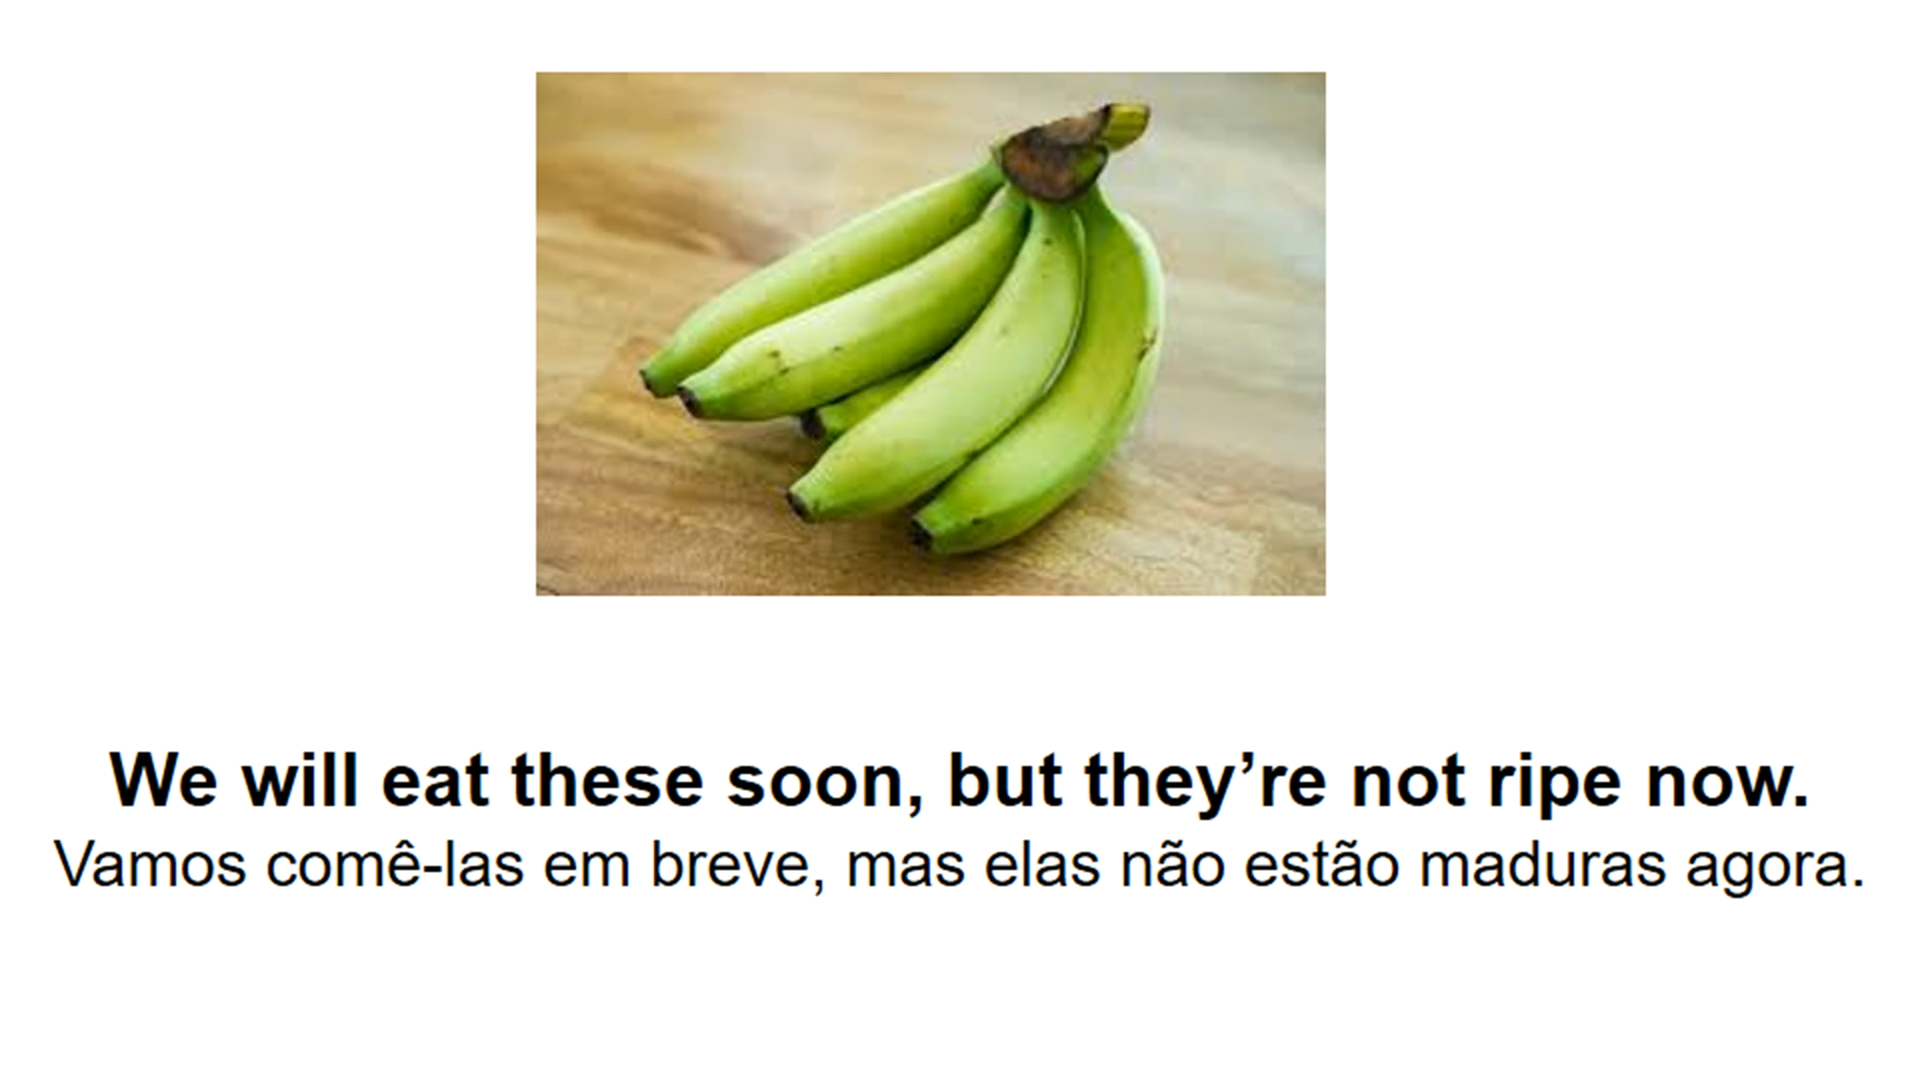 We will eat these soon, but they’re not ripe now.
Vamos comê-las em breve, mas elas não estão maduras agora.